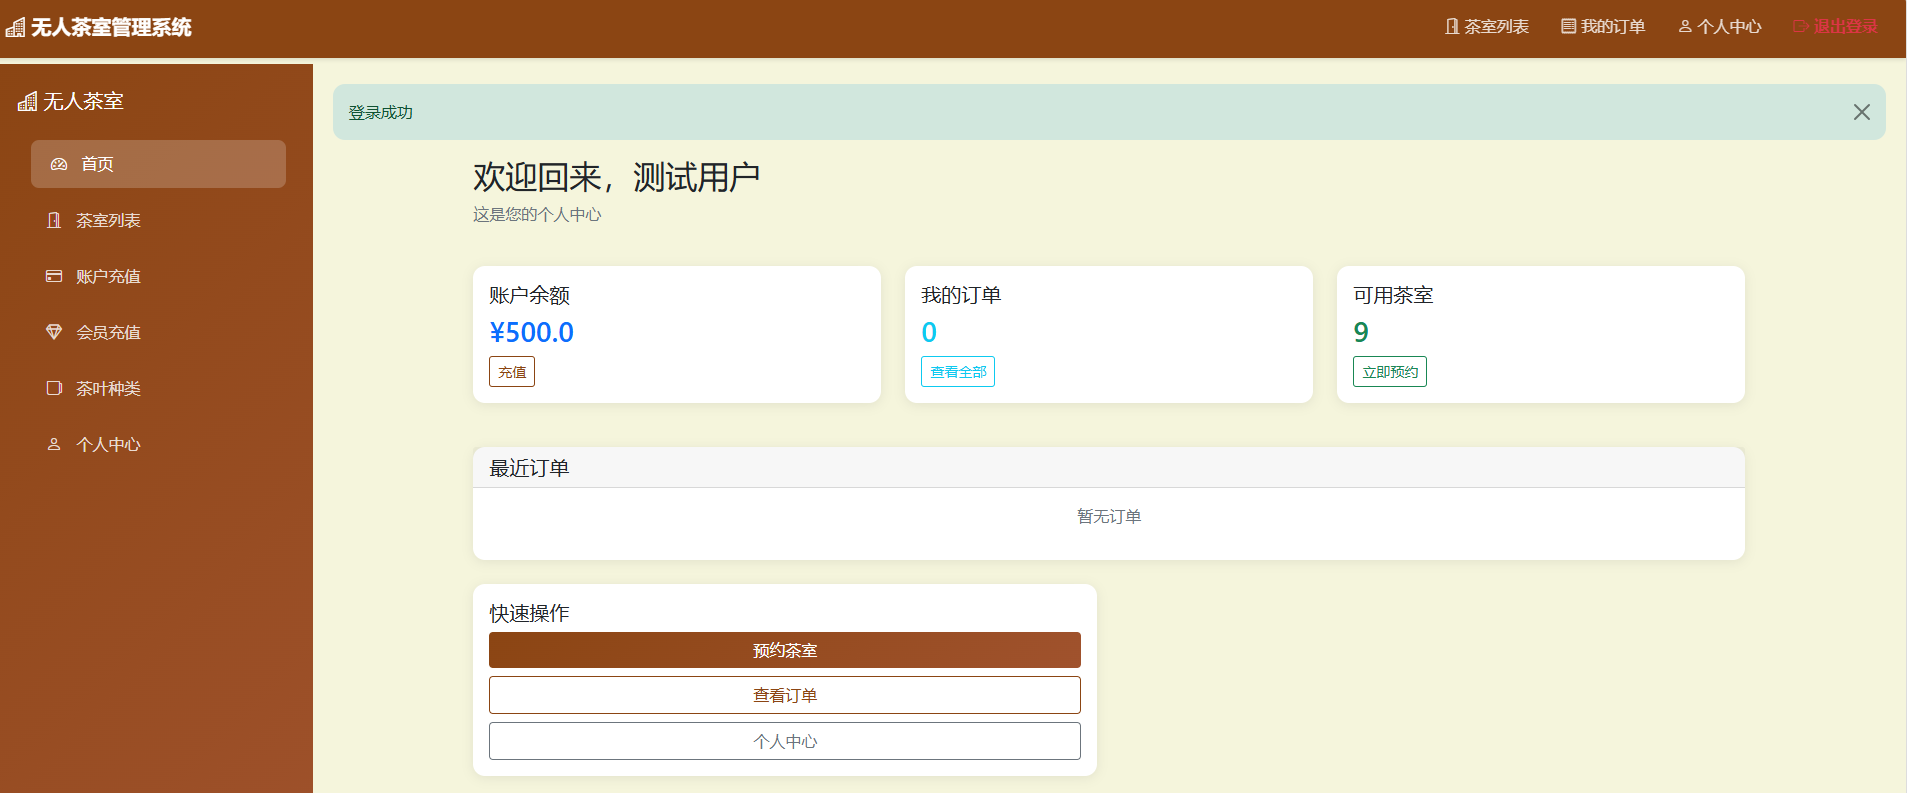 无人茶室管理系统
茶室列表
我的订单
个人中心
退出登录
无人茶室
首页
茶室列表
账户充值
会员充值
茶叶种类
个人中心
登录成功
欢迎回来，测试用户
这是您的个人中心
账户余额
¥500.0
充值
我的订单
0
查看全部
可用茶室
9
立即预约
最近订单
暂无订单
快速操作
预约茶室
查看订单
个人中心